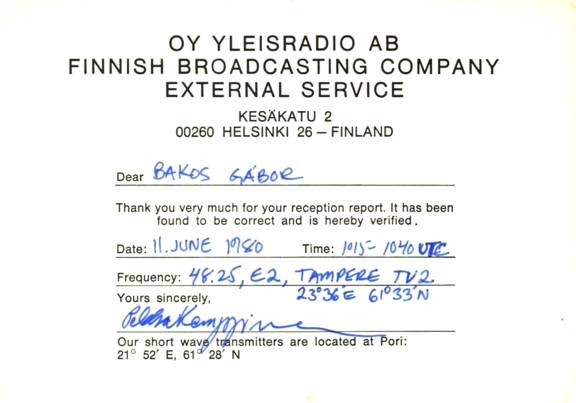 OY YLEISRADIO AB
FINNISH BROADCASTING COMPANY
EXTERNAL SERVICE
KESÄKATU 2
00260 HELSINKI 26 – FINLAND
Dear BAKOS GÁBOR
Thank you very much for your reception report. It has been
found to be correct and is hereby verified.
Date: 11. JUNE 1980 Time: 1015 – 1040 UTC
Frequency: 48.25, E2, TAMPERE TV2
Yours sincerely, 23°36'E 61°33'N
Our short wave transmitters are located at Pori:
21° 52' E, 61° 28' N